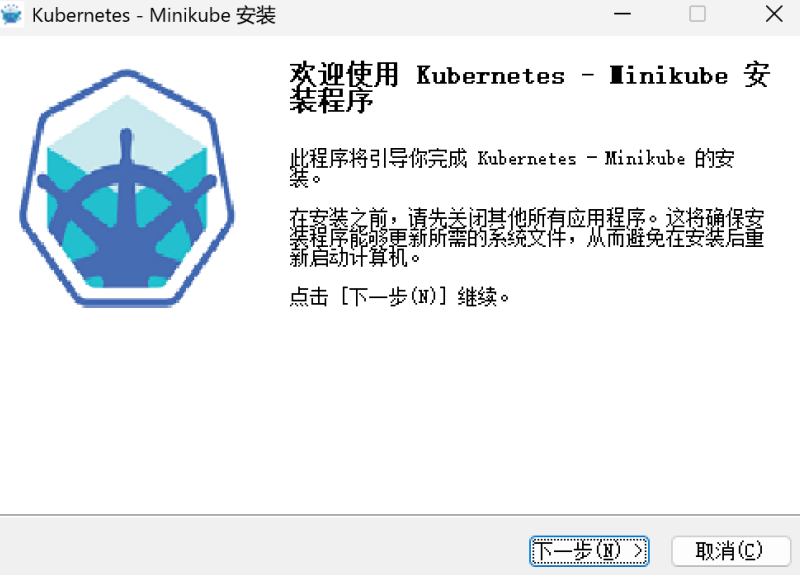 Kubernetes - Minikube 安装
欢迎使用 Kubernetes - Minikube 安
装程序
此程序将引导你完成 Kubernetes - Minikube 的安
装。
在安装之前，请先关闭其他所有应用程序。这将确保安
装程序能够更新所需的系统文件，从而避免在安装后重
新启动计算机。
点击 [下一步(N)] 继续。
下一步(N) >
取消(C)